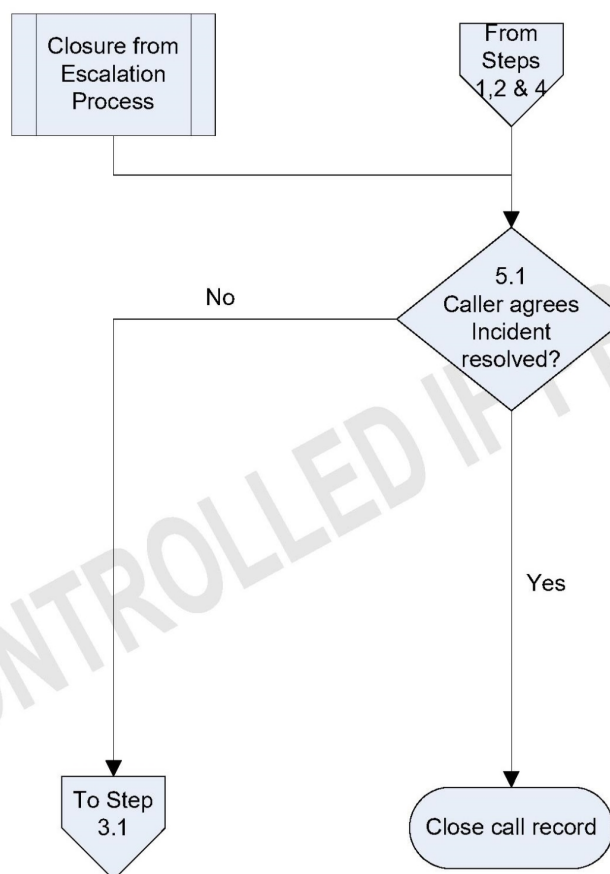 Closure from
Escalation
Process
From
Steps
1,2 & 4
5.1
Caller agrees
Incident
resolved?
No
Yes
To Step
3.1
Close call record